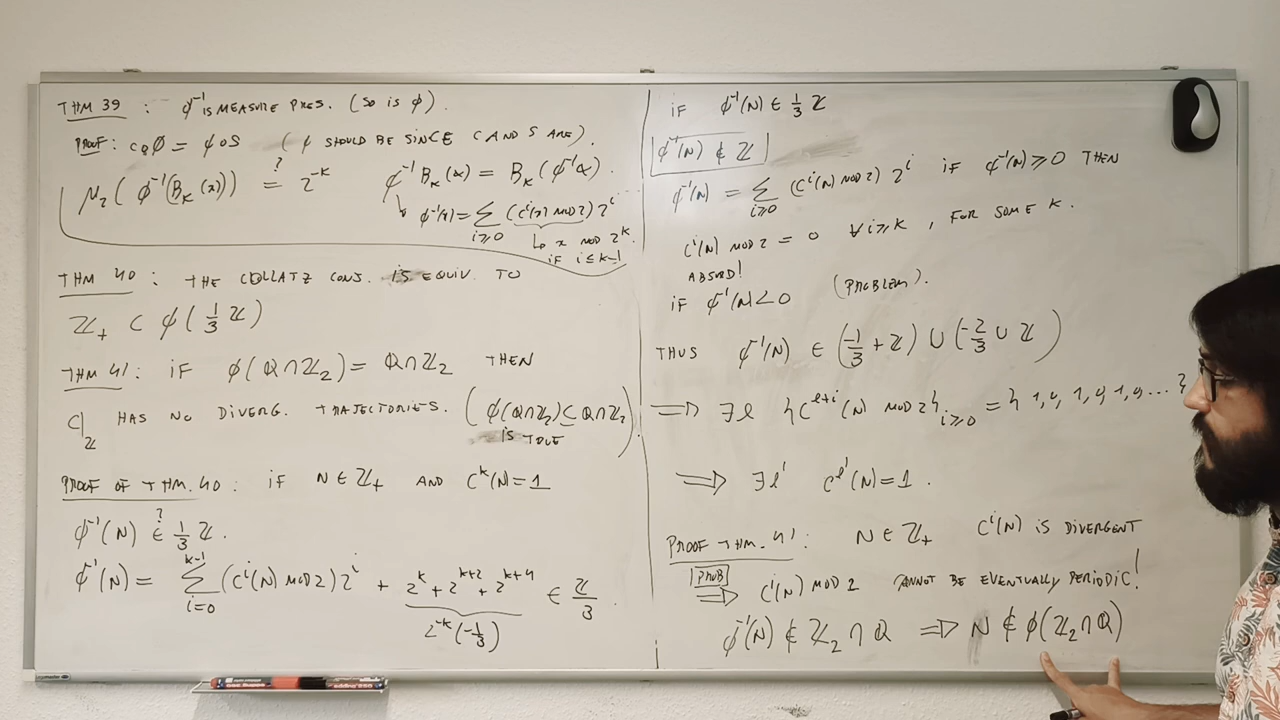 THM 39 : φ⁻¹ IS MEASURE PRES. (SO IS φ).
PROOF: C∘φ = φ∘S (φ SHOULD BE SINCE C AND S ARE).
μ₂(φ⁻¹(B_k(x))) =? 2^{-k} φ⁻¹B_k(x) = B_k(φ⁻¹x).
φ⁻¹(x) = ∑_{i≥0} (Cⁱ(x) MOD 2) 2ⁱ
↳ x MOD 2^k.
IF i ≤ k-1
THM 40 : THE COLLATZ CONJ. IS EQUIV. TO
ℤ₊ ⊂ φ(1/3 ℤ)
THM 41 : IF φ(ℚ∩ℤ₂) = ℚ∩ℤ₂ THEN
C|_ℤ HAS NO DIVERG. TRAJECTORIES. (φ(ℚ∩ℤ₂) ⊆ ℚ∩ℤ₂ IS TRUE).
PROOF OF THM. 40 : IF N ∈ ℤ₊ AND C^k(N) = 1
φ⁻¹(N) ∈? 1/3 ℤ.
φ⁻¹(N) = ∑_{i=0}^{k-1} (Cⁱ(N) MOD 2) 2ⁱ + 2^k + 2^{k+2} + 2^{k+4} ∈ ℤ/3.
2^{-k}(-1/3)
IF φ⁻¹(N) ∈ 1/3 ℤ
φ⁻¹(N) ∉ ℤ
φ⁻¹(N) = ∑_{i≥0} (Cⁱ(N) MOD 2) 2ⁱ IF φ⁻¹(N) ≥ 0 THEN
Cⁱ(N) MOD 2 = 0 ∀i≥k, FOR SOME k.
ABSURD!
IF φ⁻¹(N) < 0 (PROBLEM).
THUS φ⁻¹(N) ∈ (-1/3 + ℤ) ∪ (-2/3 ∪ ℤ)
⟹ ∃ℓ {C^{ℓ+i}(N) MOD 2}_{i≥0} = {1,0,1,0,1,0...}
⟹ ∃ℓ' C^{ℓ'}(N) = 1.
PROOF THM. 41 : N ∈ ℤ₊ Cⁱ(N) IS DIVERGENT
PROB ⟹ Cⁱ(N) MOD 2 CANNOT BE EVENTUALLY PERIODIC!
φ⁻¹(N) ∉ ℤ₂∩ℚ ⟹ N ∉ φ(ℤ₂∩ℚ)